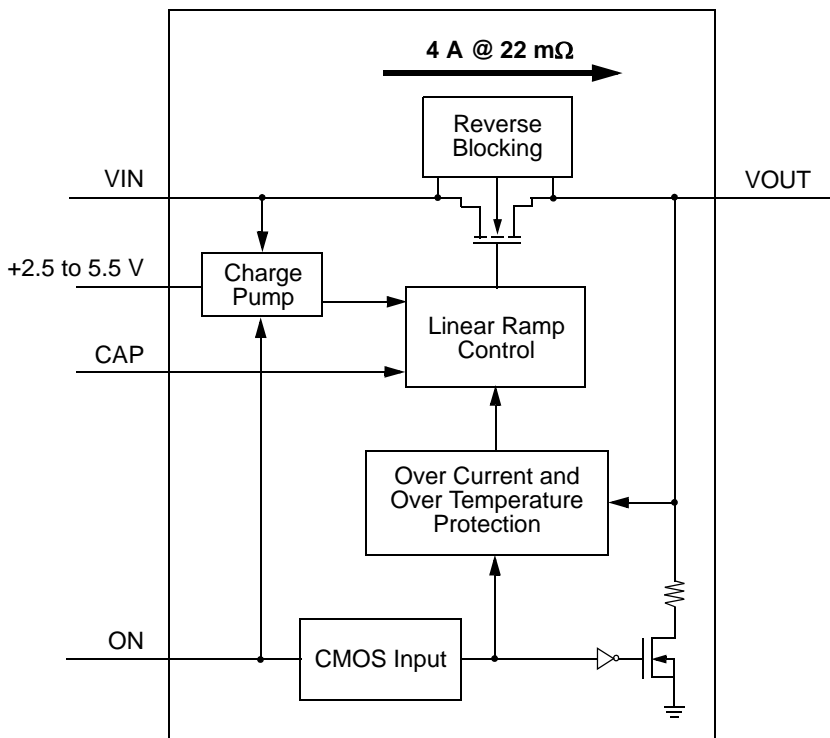 4 A @ 22 mΩ
Reverse
Blocking
VIN
VOUT
+2.5 to 5.5 V
Charge
Pump
Linear Ramp
Control
CAP
Over Current and
Over Temperature
Protection
ON
CMOS Input